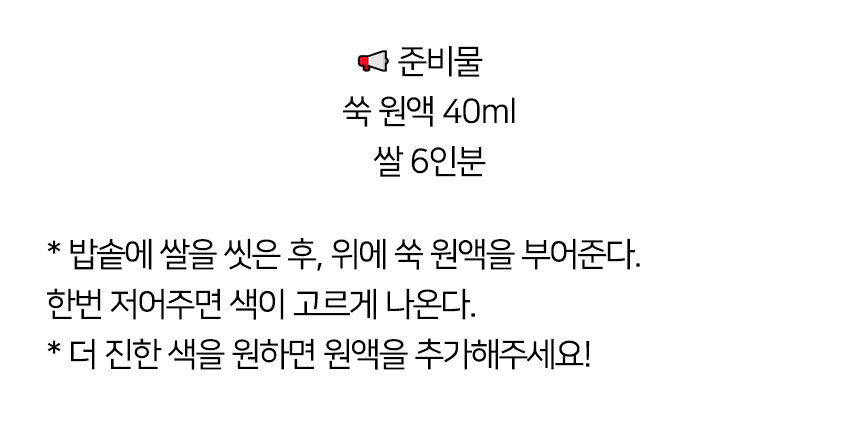 📢 준비물
쑥 원액 40ml
쌀 6인분
* 밥솥에 쌀을 씻은 후, 위에 쑥 원액을 부어준다.
한번 저어주면 색이 고르게 나온다.
* 더 진한 색을 원하면 원액을 추가해주세요!